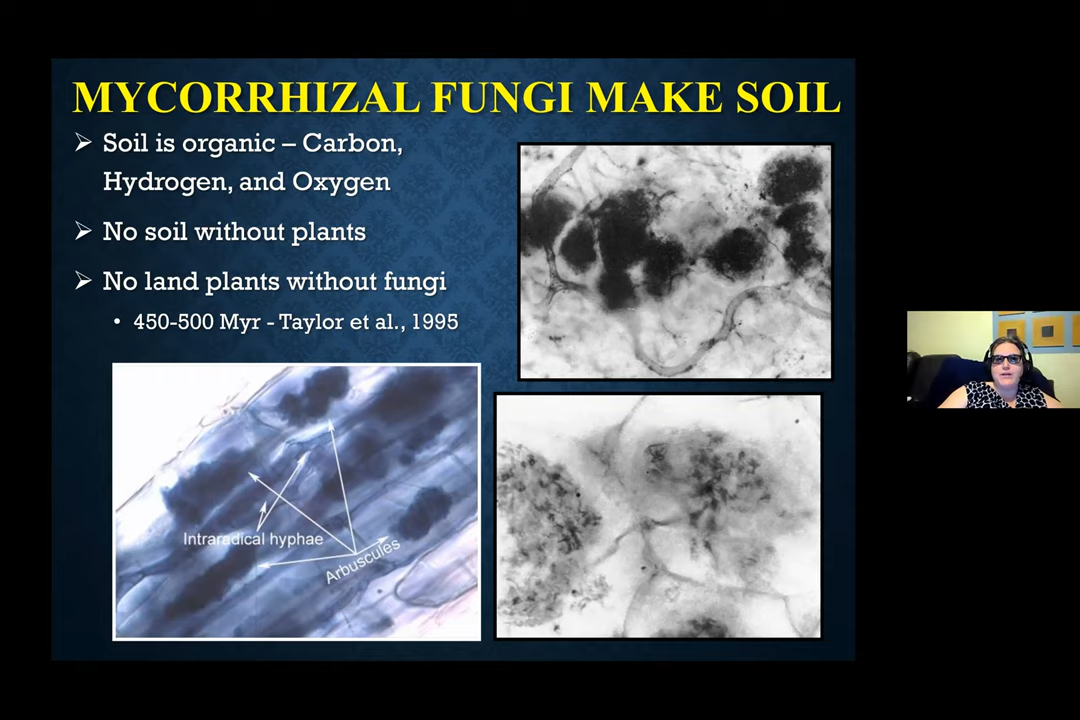 MYCORRHIZAL FUNGI MAKE SOIL
➢ Soil is organic – Carbon,
Hydrogen, and Oxygen
➢ No soil without plants
➢ No land plants without fungi
• 450-500 Myr - Taylor et al., 1995
Intraradical hyphae
Arbuscules